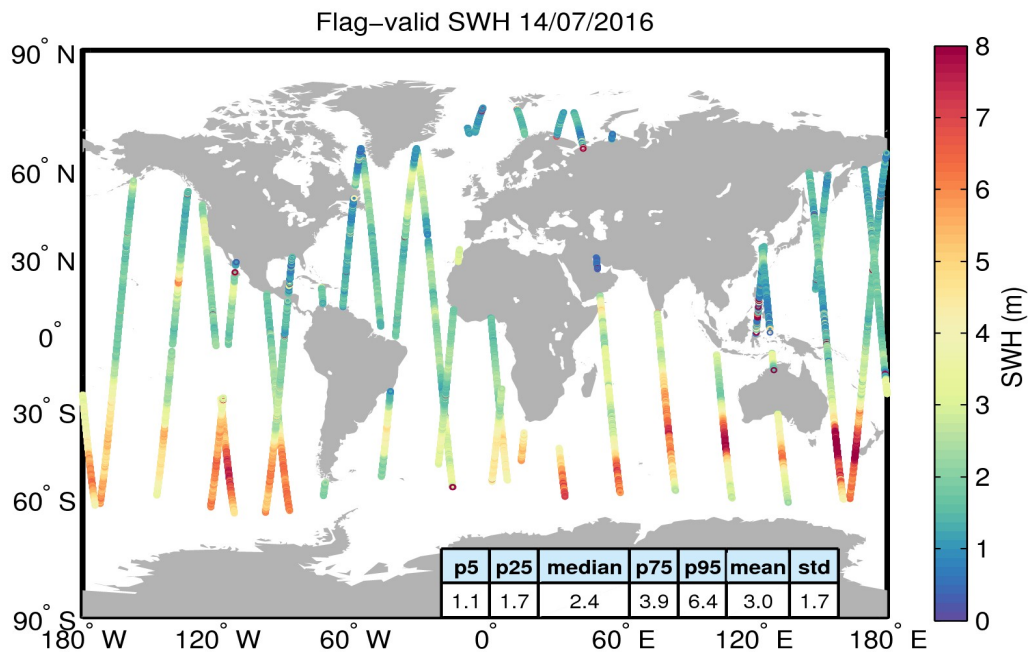 Flag−valid SWH 14/07/2016
90° N
60° N
30° N
0°
30° S
60° S
90° S
180° W
120° W
60° W
0°
60° E
120° E
180° E
8
7
6
5
4
3
2
1
0
SWH (m)
p5 p25 median p75 p95 mean std
1.1 1.7 2.4 3.9 6.4 3.0 1.7